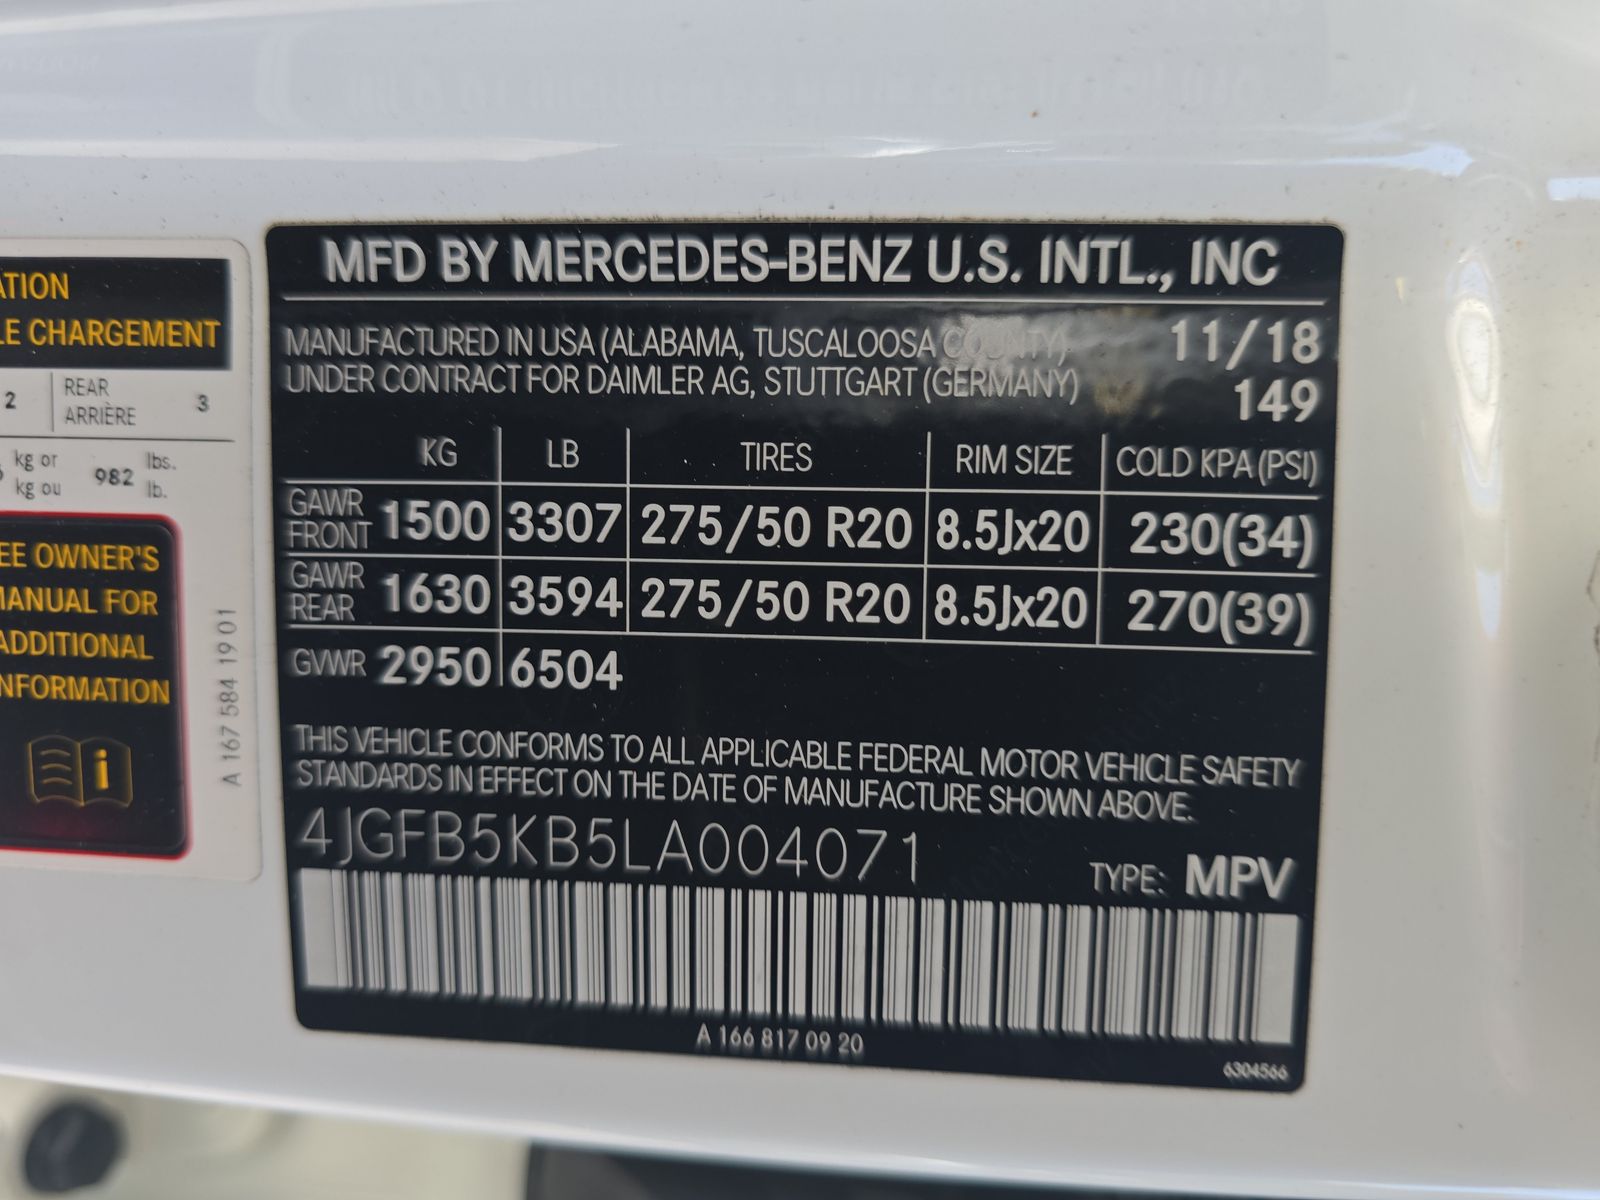 ATION
LE CHARGEMENT
2 REAR ARRIÈRE 3
kg or kg ou 982 lbs. lb.
EE OWNER'S
MANUAL FOR
ADDITIONAL
NFORMATION
i
A 167 584 19 01
MFD BY MERCEDES-BENZ U.S. INTL., INC
MANUFACTURED IN USA (ALABAMA, TUSCALOOSA COUNTY) 11/18
UNDER CONTRACT FOR DAIMLER AG, STUTTGART (GERMANY) 149
KG LB TIRES RIM SIZE COLD KPA (PSI)
GAWR FRONT 1500 3307 275/50 R20 8.5Jx20 230(34)
GAWR REAR 1630 3594 275/50 R20 8.5Jx20 270(39)
GVWR 2950 6504
THIS VEHICLE CONFORMS TO ALL APPLICABLE FEDERAL MOTOR VEHICLE SAFETY
STANDARDS IN EFFECT ON THE DATE OF MANUFACTURE SHOWN ABOVE.
4JGFB5KB5LA004071
TYPE: MPV
A 166 817 09 20
6304566